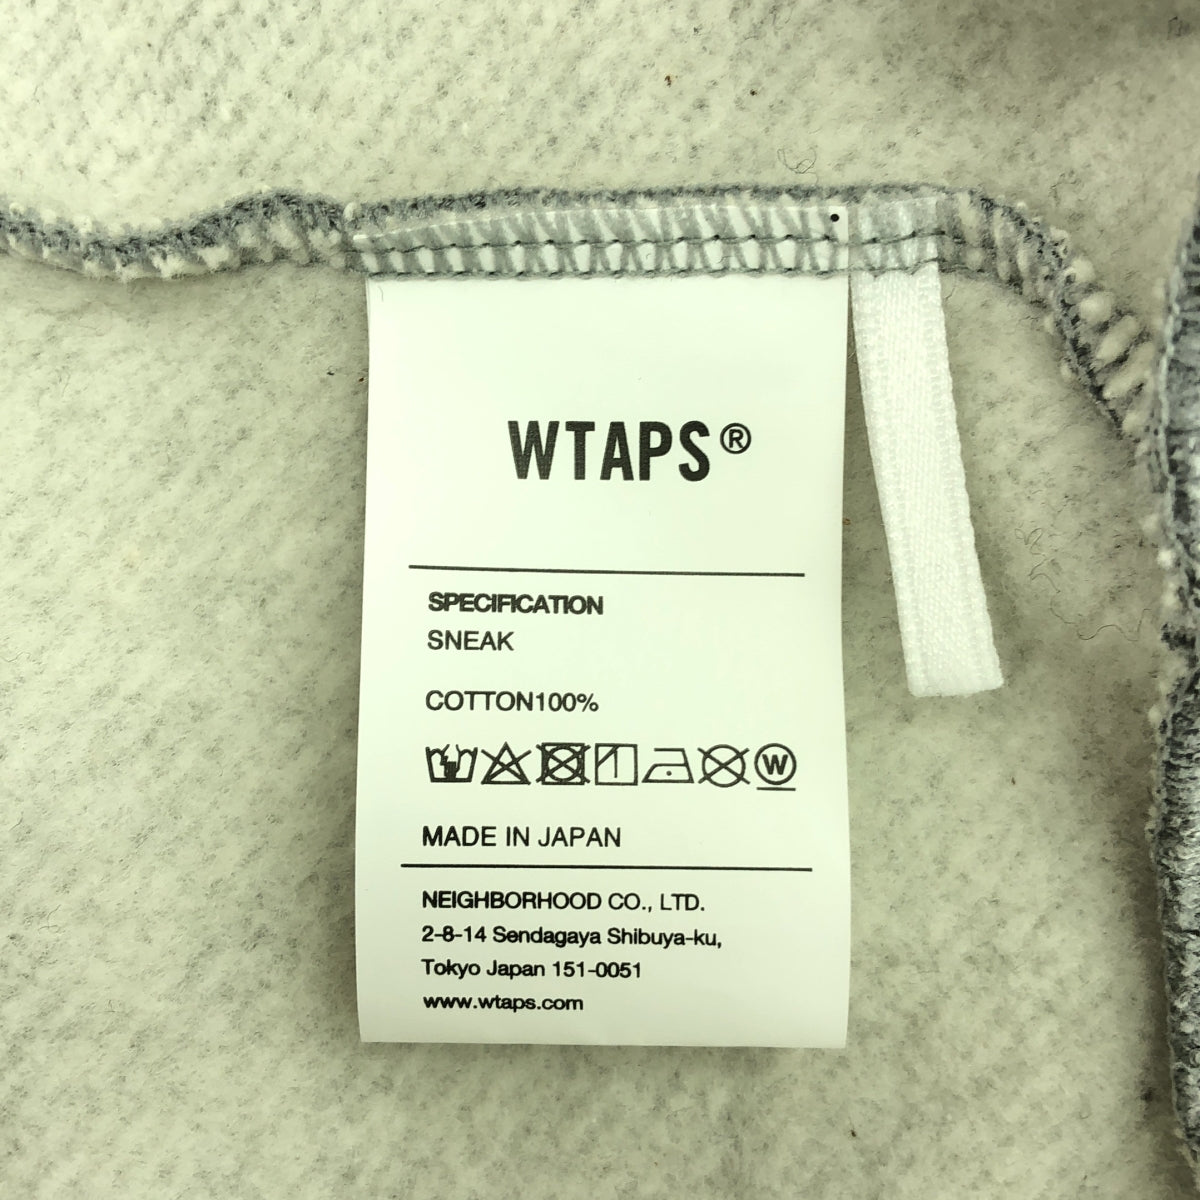 WTAPS®
SPECIFICATION
SNEAK
COTTON100%
W
MADE IN JAPAN
NEIGHBORHOOD CO., LTD.
2-8-14 Sendagaya Shibuya-ku,
Tokyo Japan 151-0051
www.wtaps.com